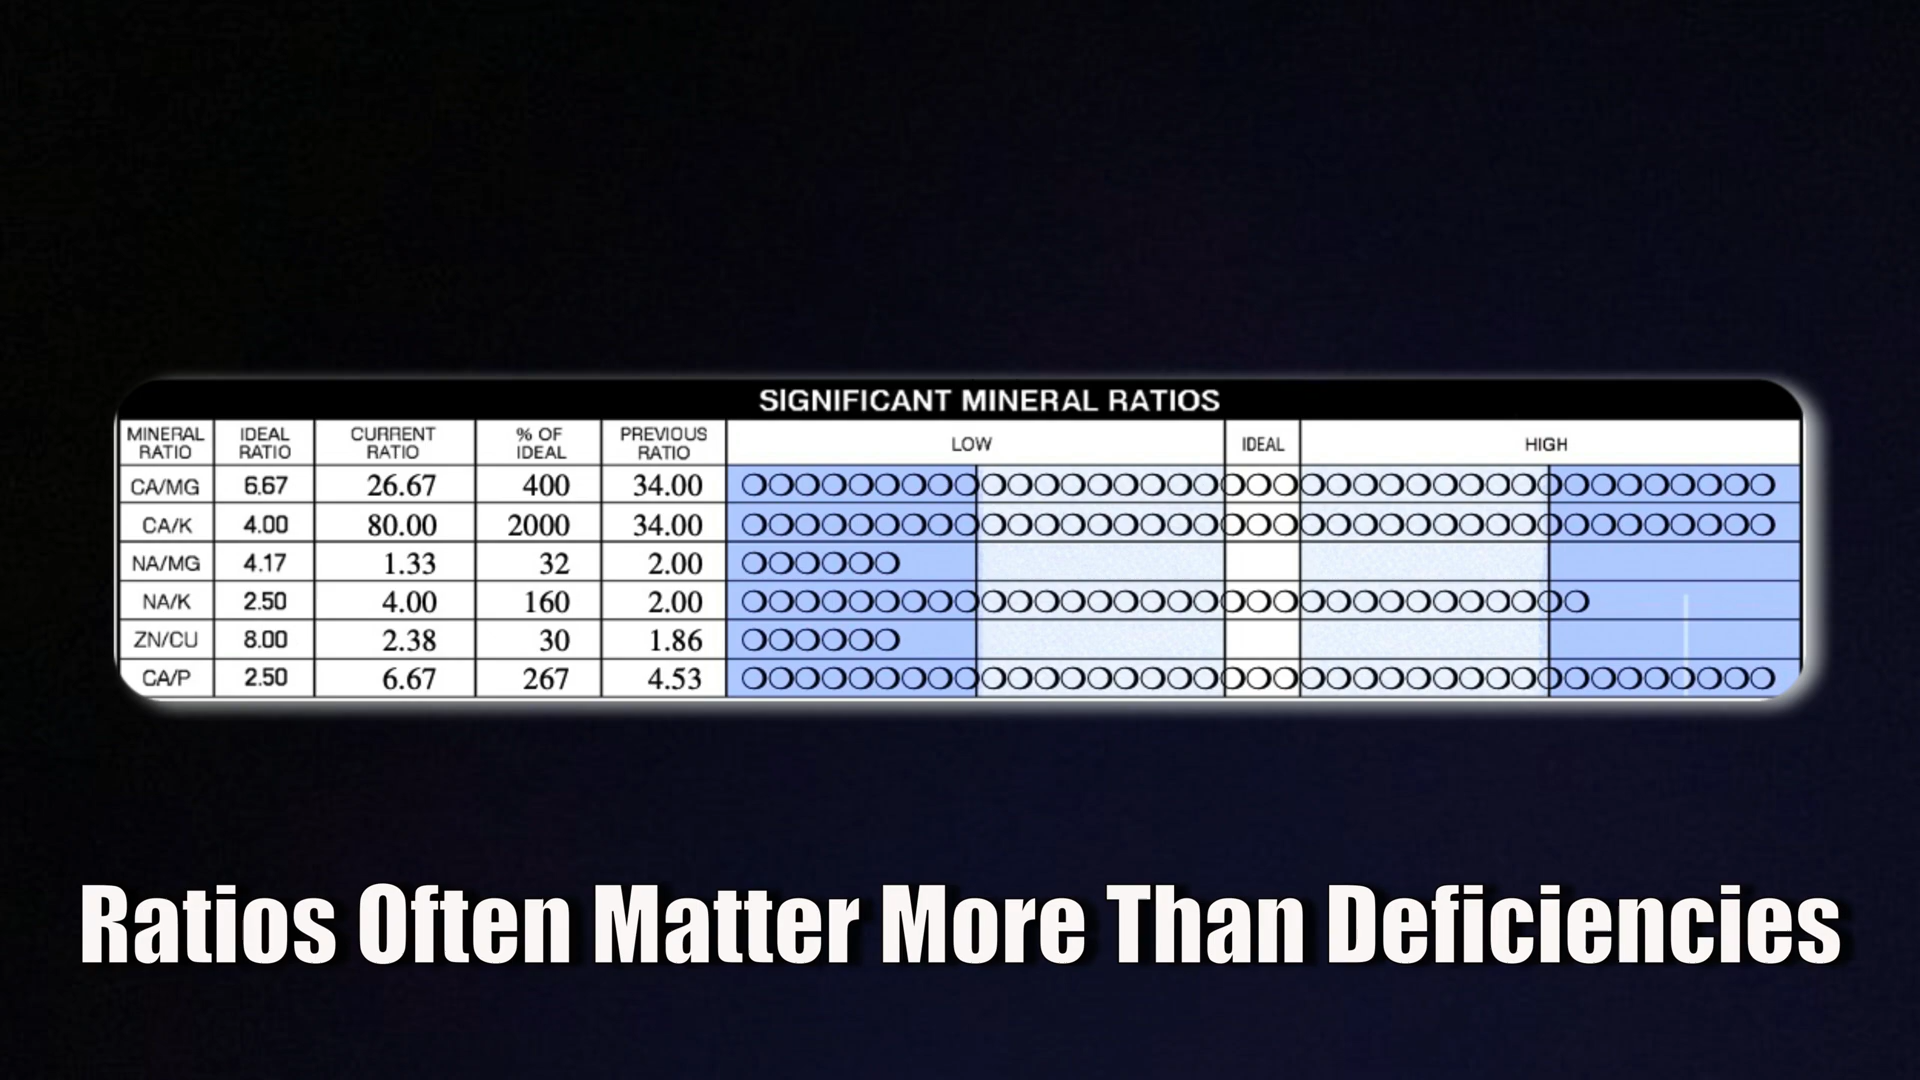 SIGNIFICANT MINERAL RATIOS
MINERAL RATIO IDEAL RATIO CURRENT RATIO % OF IDEAL PREVIOUS RATIO LOW IDEAL HIGH
CA/MG 6.67 26.67 400 34.00
CA/K 4.00 80.00 2000 34.00
NA/MG 4.17 1.33 32 2.00
NA/K 2.50 4.00 160 2.00
ZN/CU 8.00 2.38 30 1.86
CA/P 2.50 6.67 267 4.53
Ratios Often Matter More Than Deficiencies